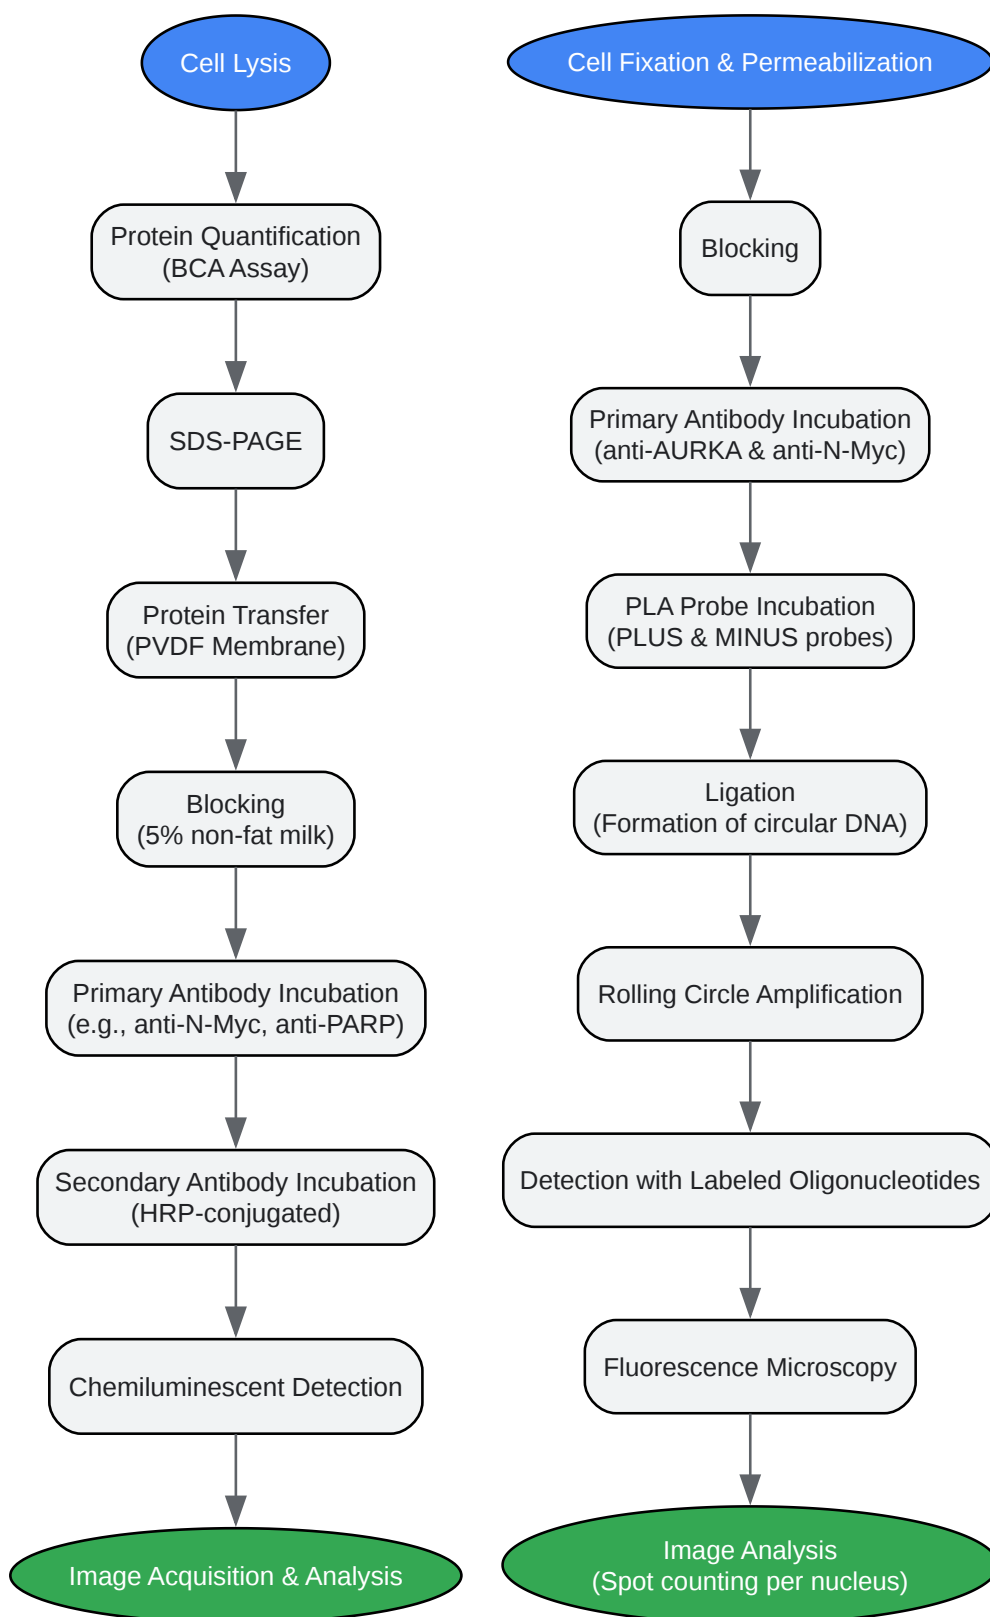 Cell Lysis
Protein Quantification
(BCA Assay)
SDS-PAGE
Protein Transfer
(PVDF Membrane)
Blocking
(5% non-fat milk)
Primary Antibody Incubation
(e.g., anti-N-Myc, anti-PARP)
Secondary Antibody Incubation
(HRP-conjugated)
Chemiluminescent Detection
Image Acquisition & Analysis
Cell Fixation & Permeabilization
Blocking
Primary Antibody Incubation
(anti-AURKA & anti-N-Myc)
PLA Probe Incubation
(PLUS & MINUS probes)
Ligation
(Formation of circular DNA)
Rolling Circle Amplification
Detection with Labeled Oligonucleotides
Fluorescence Microscopy
Image Analysis
(Spot counting per nucleus)